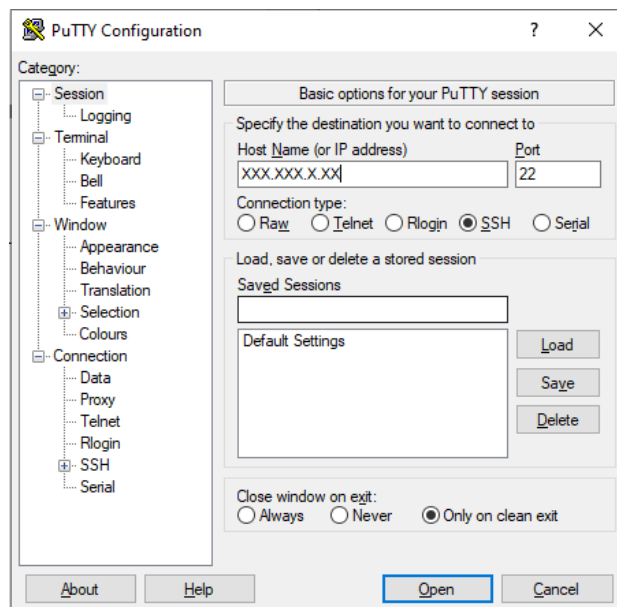 PuTTY Configuration
? ×
Category:
Session
Logging
Terminal
Keyboard
Bell
Features
Window
Appearance
Behaviour
Translation
Selection
Colours
Connection
Data
Proxy
Telnet
Rlogin
SSH
Serial
Basic options for your PuTTY session
Specify the destination you want to connect to
Host Name (or IP address) Port
XXX.XXX.X.XX 22
Connection type:
Raw Telnet Rlogin SSH Serial
Load, save or delete a stored session
Saved Sessions
Default Settings
Load
Save
Delete
Close window on exit:
Always Never Only on clean exit
About Help Open Cancel